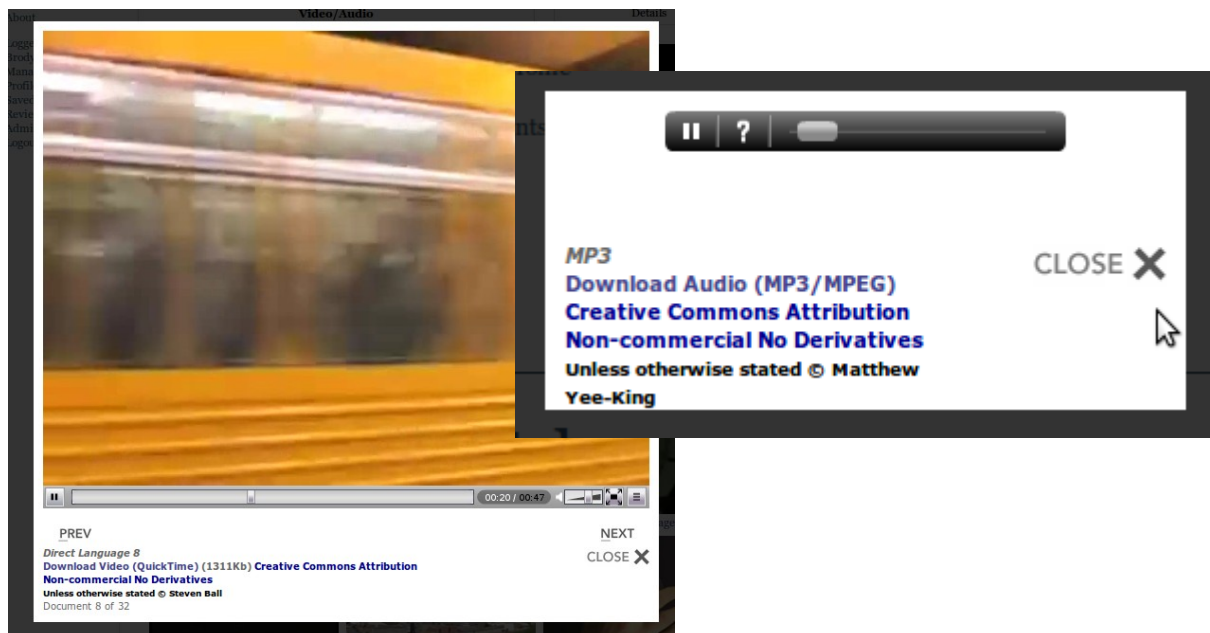 About
Video/Audio
Details
00:20 / 00:47
PREV
NEXT
Direct Language 8
CLOSE
Download Video (QuickTime) (1311Kb) Creative Commons Attribution
Non-commercial No Derivatives
Unless otherwise stated © Steven Ball
Document 8 of 32
?
MP3
CLOSE
Download Audio (MP3/MPEG)
Creative Commons Attribution
Non-commercial No Derivatives
Unless otherwise stated © Matthew
Yee-King